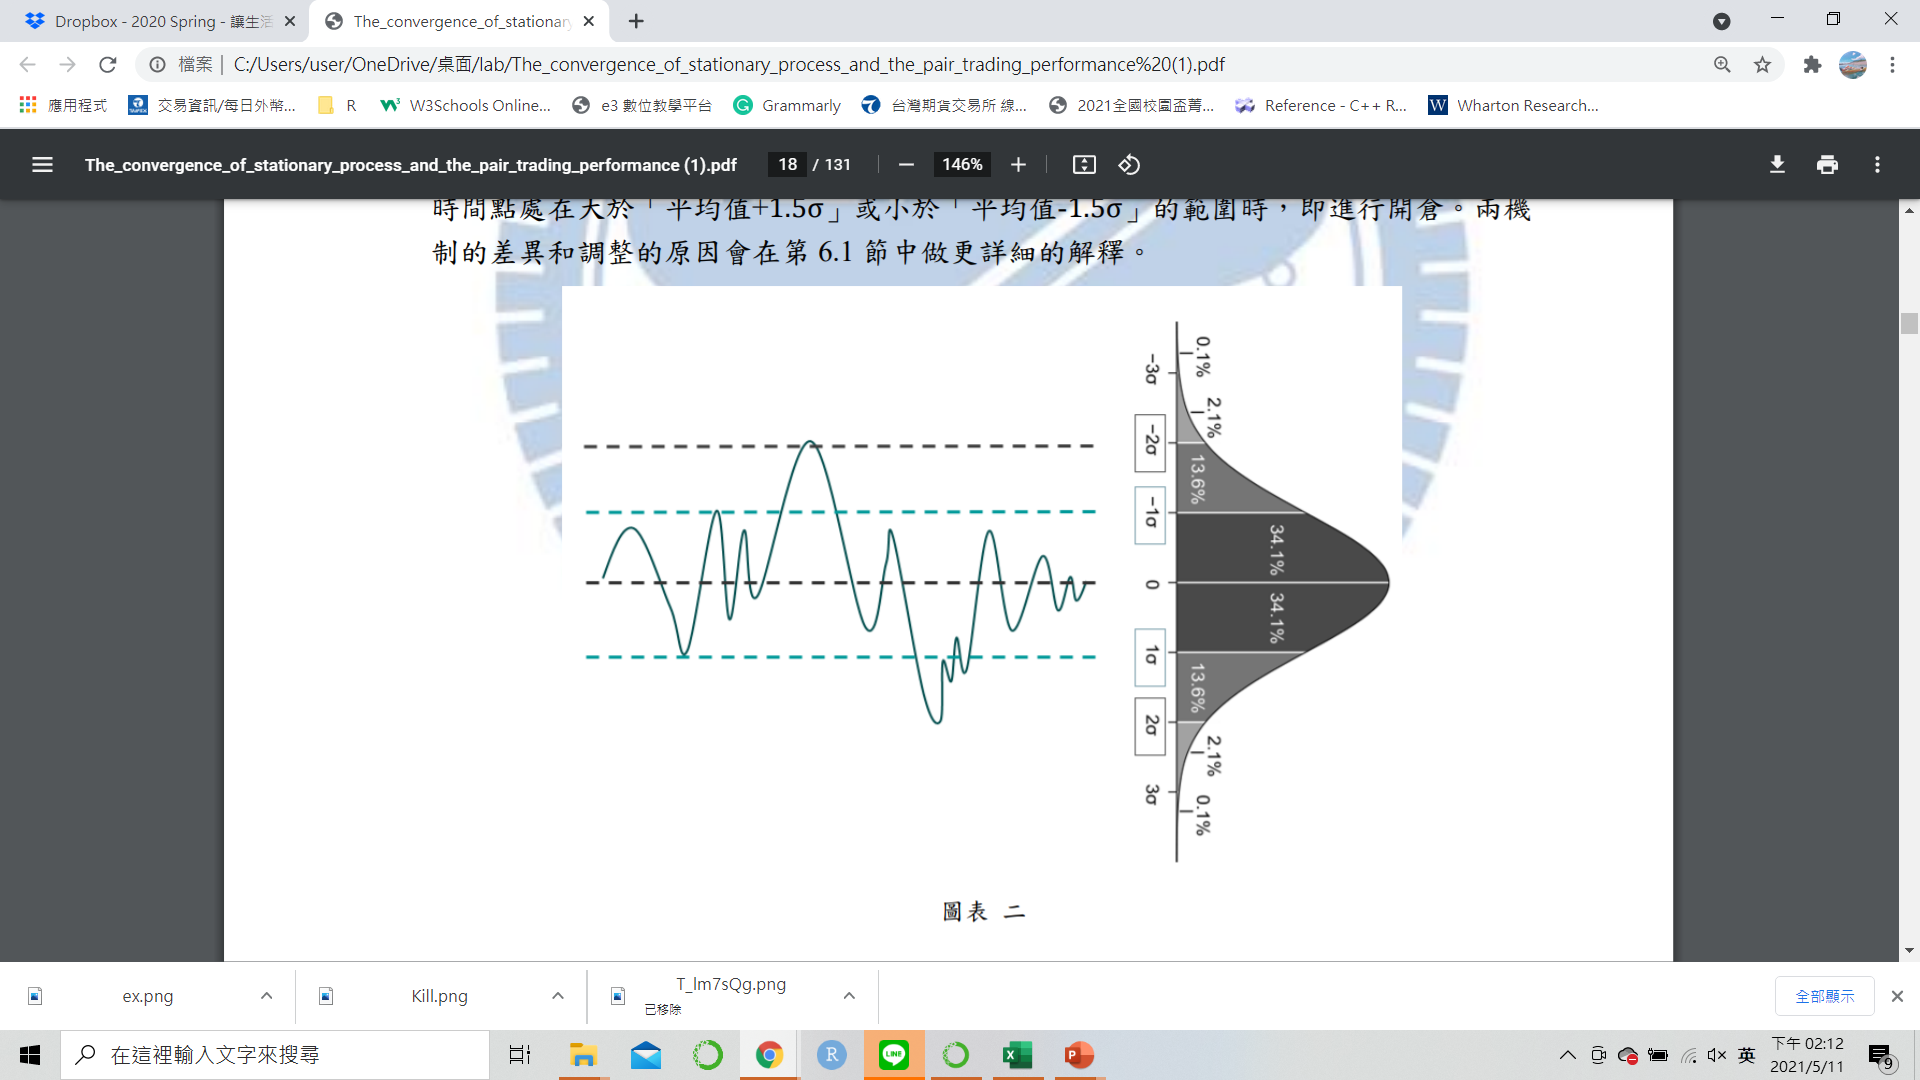 Dropbox - 2020 Spring - 讓生活
The_convergence_of_stationar
檔案
C:/Users/user/OneDrive/桌面/lab/The_convergence_of_stationary_process_and_the_pair_trading_performance%20(1).pdf
應用程式
交易資訊/每日外幣...
R
W3Schools Online...
e3 數位教學平台
Grammarly
台灣期貨交易所 線...
2021全國校園盃菁...
Reference - C++ R...
W
Wharton Research...
The_convergence_of_stationary_process_and_the_pair_trading_performance (1).pdf
18 / 131
146%
時間點處在大於「平均值+1.5σ」或小於「平均值-1.5σ」的範圍時，即進行開倉。兩機
制的差異和調整的原因會在第 6.1 節中做更詳細的解釋。
-3σ
-2σ
-1σ
0
1σ
2σ
3σ
0.1%
2.1%
13.6%
34.1%
34.1%
13.6%
2.1%
0.1%
圖表 二
ex.png
Kill.png
T_lm7sQg.png
已移除
全部顯示
在這裡輸入文字來搜尋
R
LINE
X
P
英
下午 02:12
2021/5/11
9